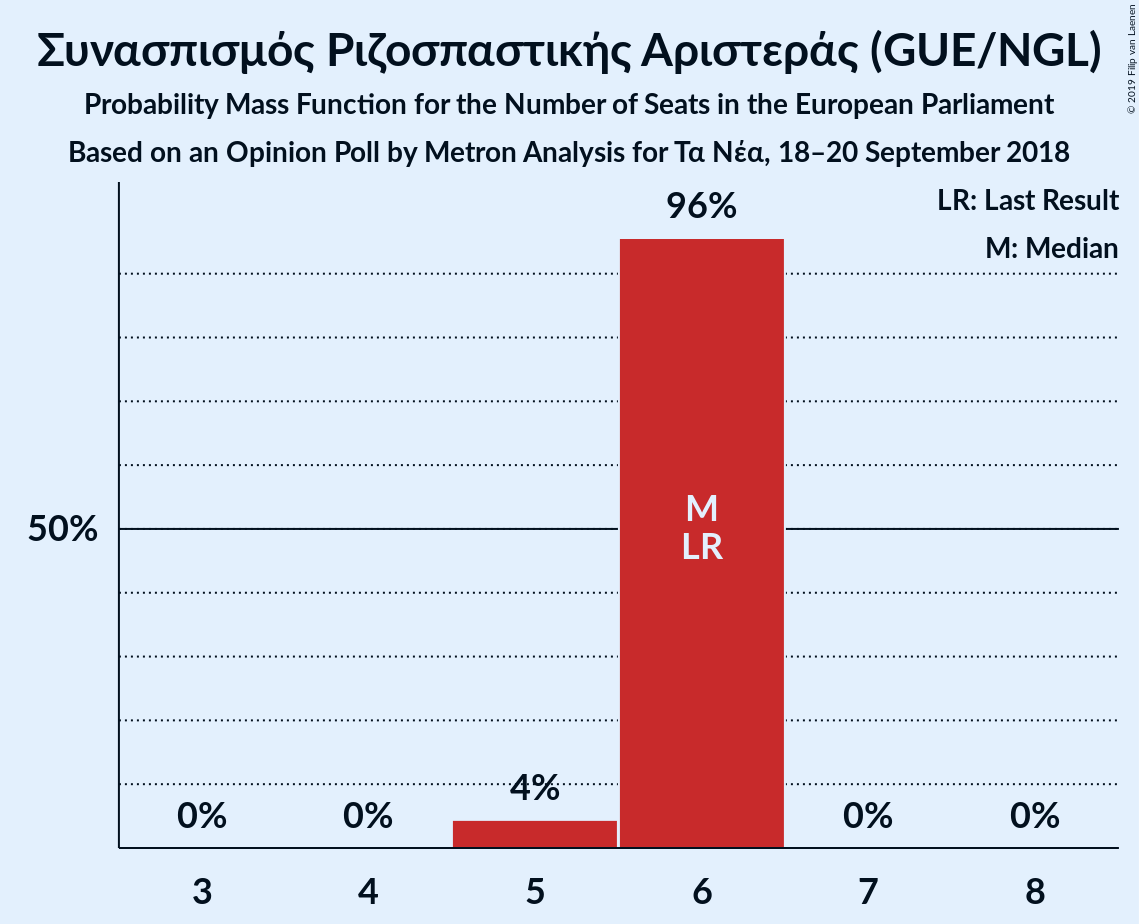 Συνασπισμός Ριζοσπαστικής Αριστεράς (GUE/NGL)
Probability Mass Function for the Number of Seats in the European Parliament
Based on an Opinion Poll by Metron Analysis for Τα Νέα, 18–20 September 2018
© 2019 Filip van Laenen
LR: Last Result
M: Median
96%
50%
M
LR
4%
0%
0%
0%
0%
3
4
5
6
7
8